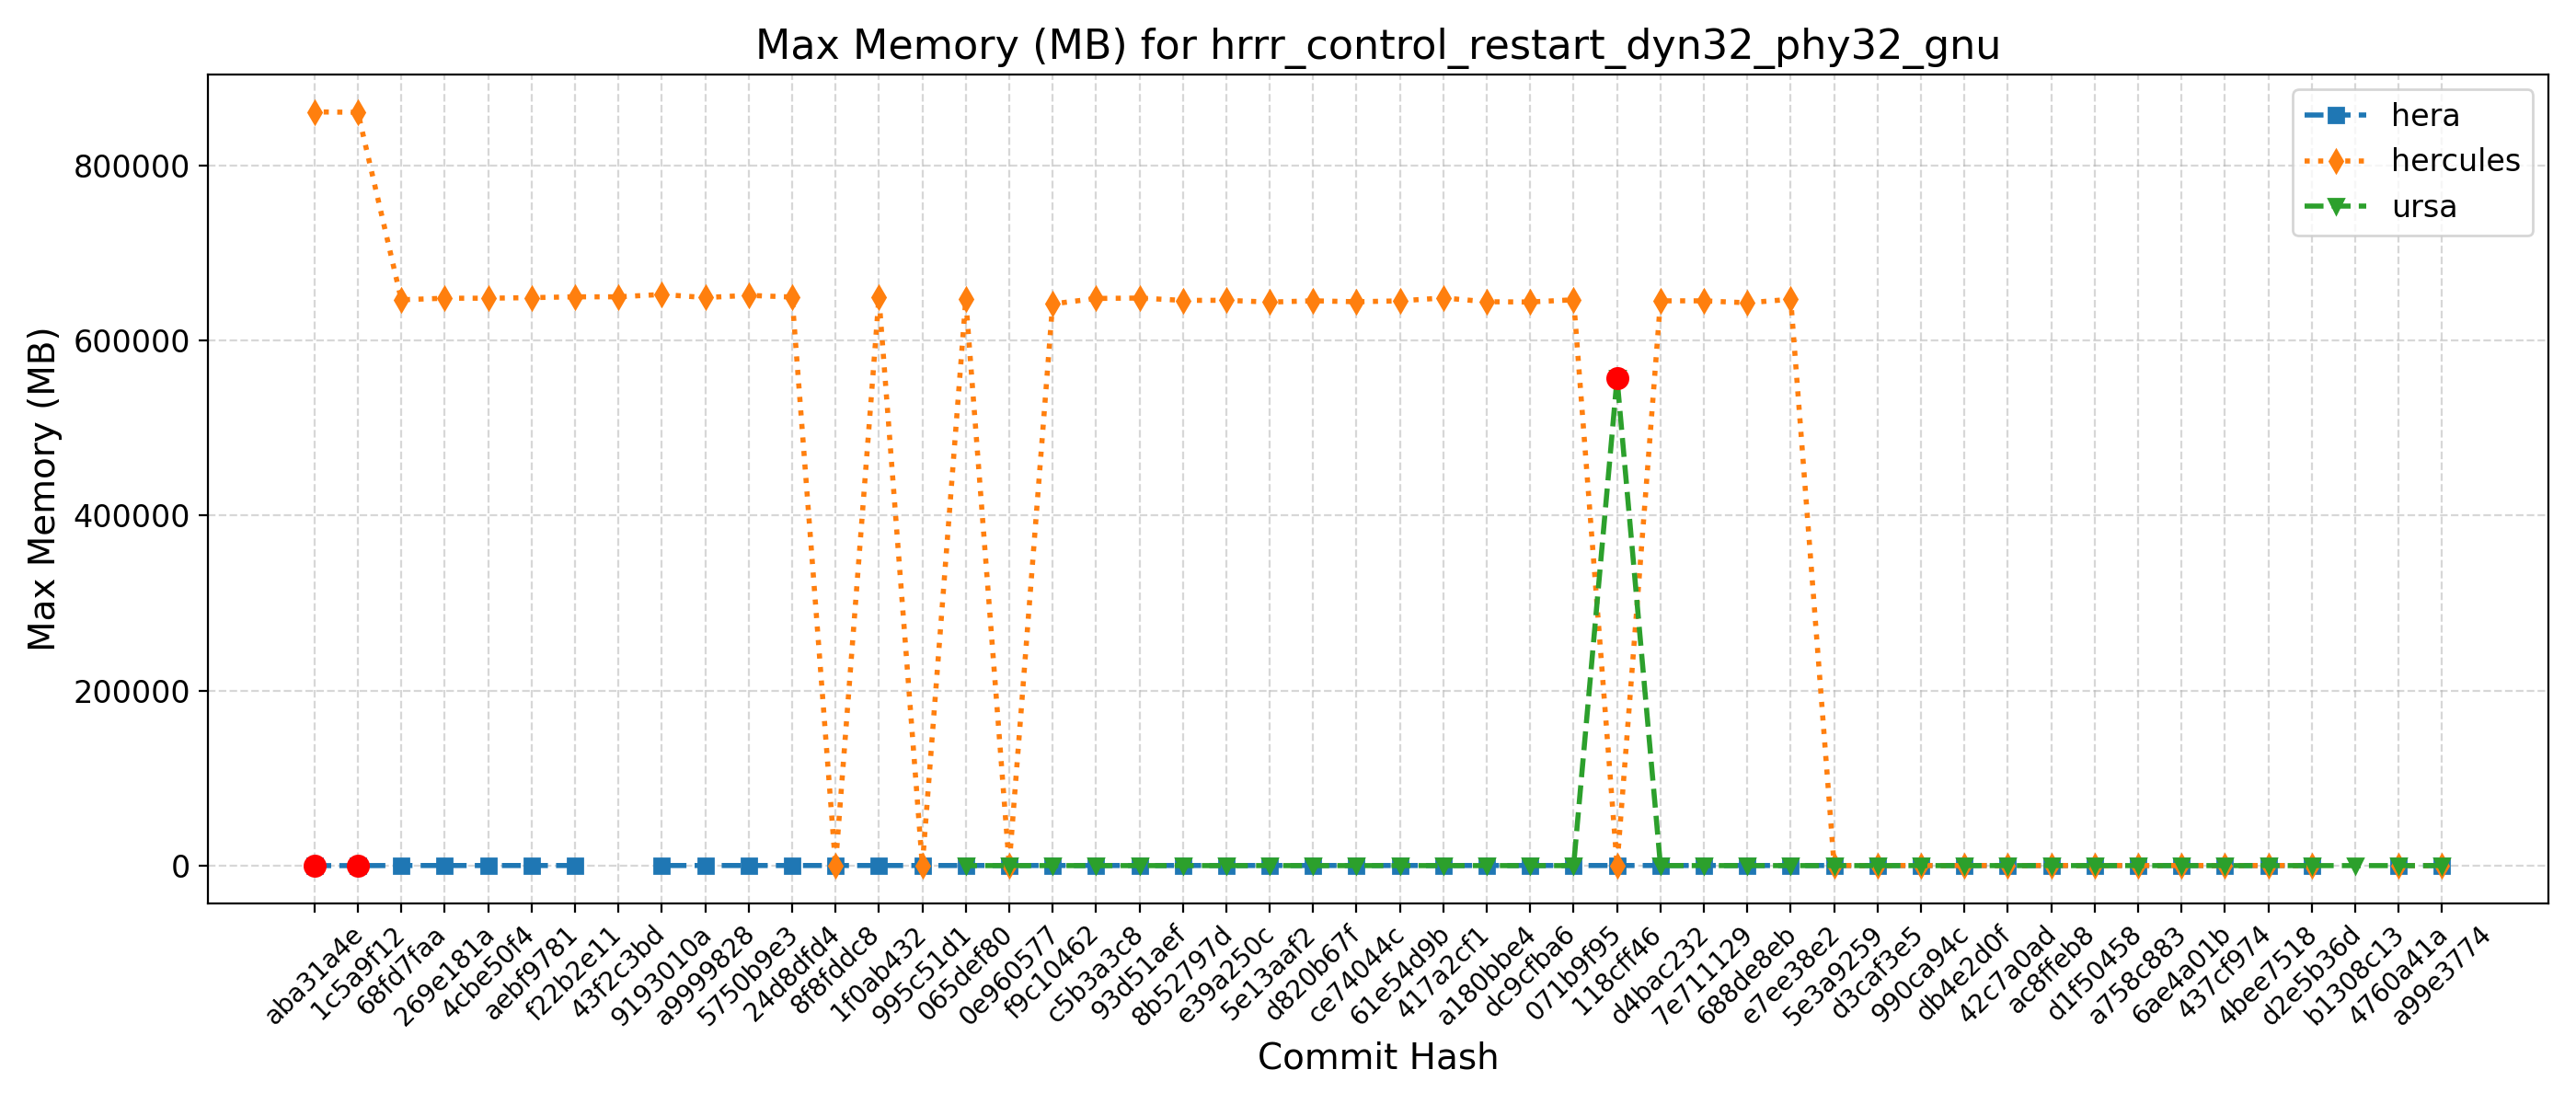 Max Memory (MB) for hrrr_control_restart_dyn32_phy32_gnu
hera
hercules
ursa
Max Memory (MB)
800000
600000
400000
200000
0
aba31a4e
1c5a9f12
68fd7faa
269e181a
4cbe50f4
aebf9781
f22b2e11
43f2c3bd
9193010a
a9999828
5750b9e3
24d8dfd4
8f8fddc8
1f0ab432
995c51d1
065def80
0e960577
f9c10462
c5b3a3c8
93d51aef
8b52797d
e39a250c
5e13aaf2
d820b67f
ce74044c
61e54d9b
417a2cf1
a180bbe4
dc9cfba6
071b9f95
118cff46
d4bac232
7e711129
688de8eb
e7ee38e2
5e3a9259
d3caf3e5
990ca94c
db4e2d0f
42c7a0ad
ac8ffeb8
d1f50458
a758c883
6ae4a01b
437cf974
4bee7518
d2e5b36d
b1308c13
4760a41a
a99e3774
Commit Hash